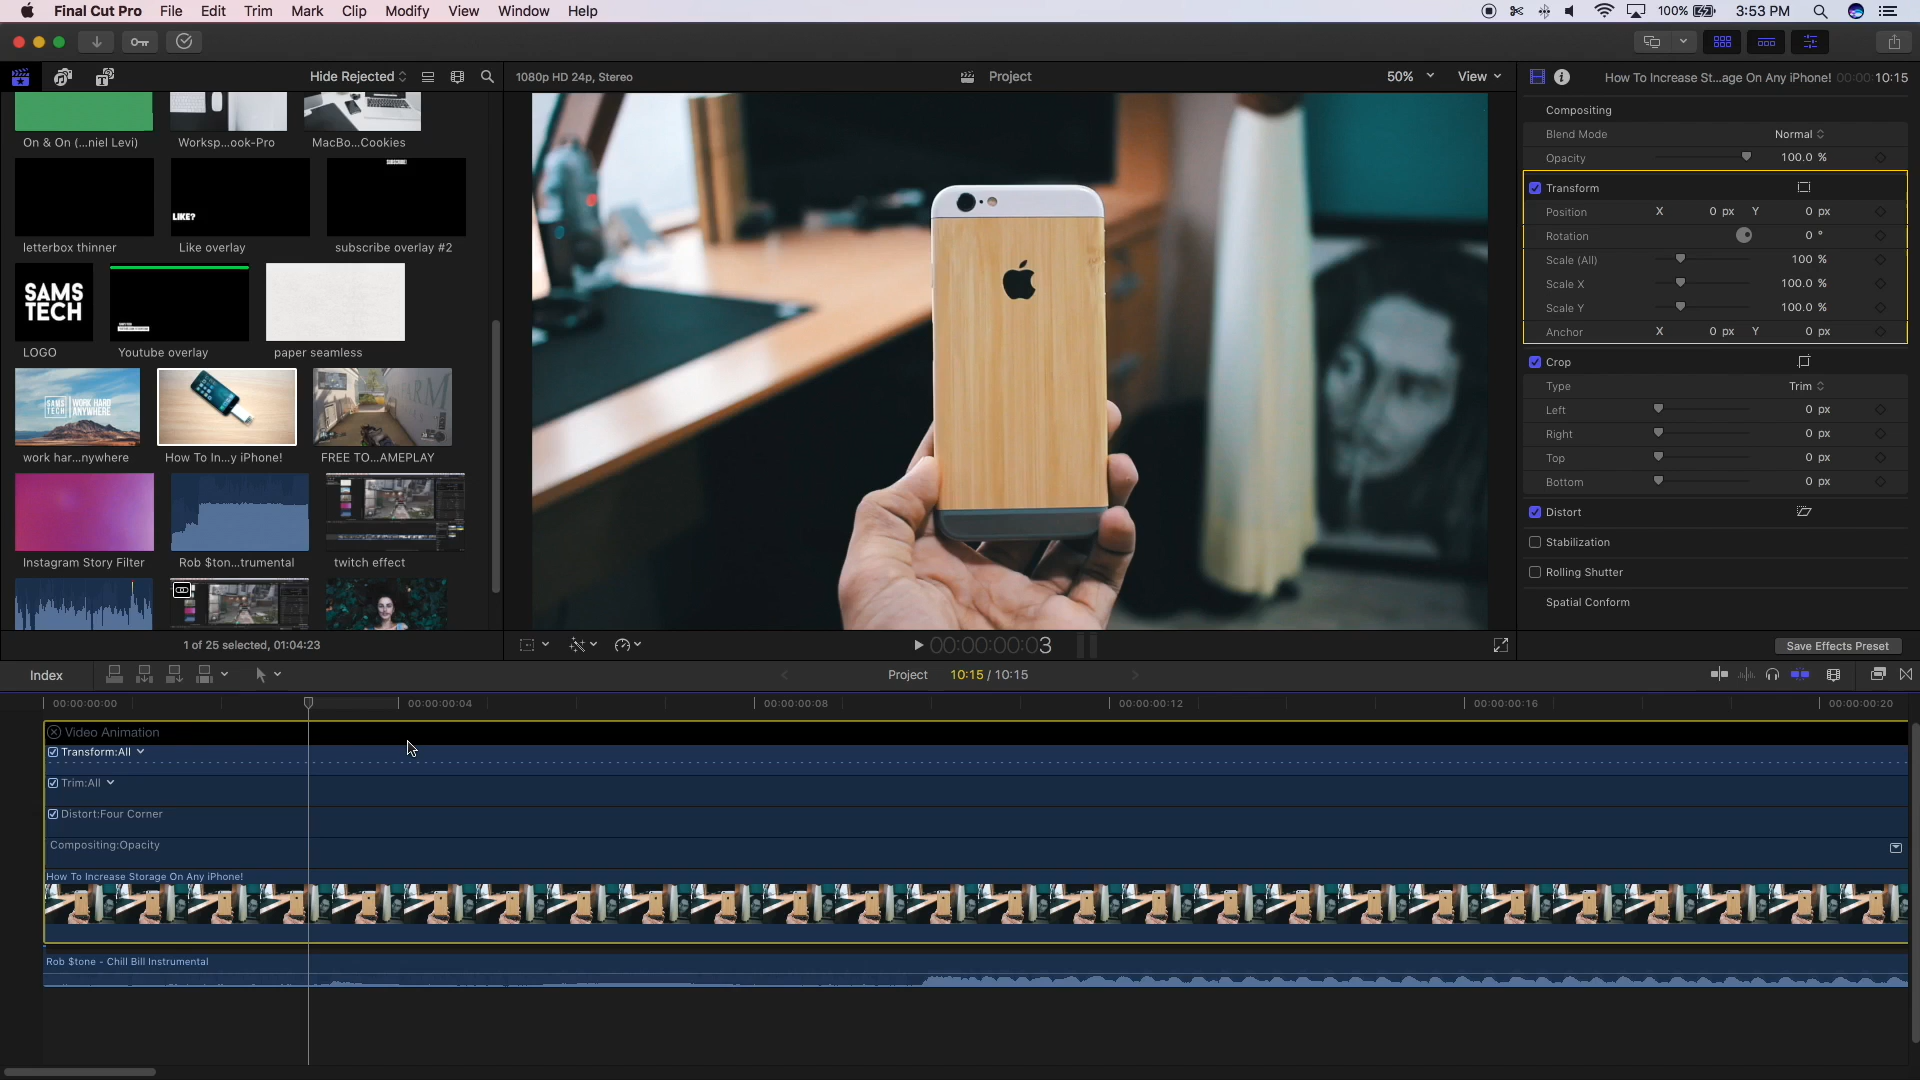 Final Cut Pro File Edit Trim Mark Clip Modify View Window Help
100% 3:53 PM
Hide Rejected
1080p HD 24p, Stereo
Project
50% View
How To Increase St...age On Any iPhone! 00:00:10:15
On & On (...niel Levi) Worksp...ook-Pro MacBo...Cookies
LIKE?
SUBSCRIBE
letterbox thinner Like overlay subscribe overlay #2
SAMS
TECH
LOGO Youtube overlay paper seamless
SAMS
TECH
WORK HARD
ANYWHERE
work har...nywhere How To In...y iPhone! FREE TO...AMEPLAY
Instagram Story Filter Rob $ton...trumental twitch effect
1 of 25 selected, 01:04:23
00:00:00:03
Compositing
Blend Mode Normal
Opacity 100.0 %
Transform
Position X 0 px Y 0 px
Rotation 0 °
Scale (All) 100 %
Scale X 100.0 %
Scale Y 100.0 %
Anchor X 0 px Y 0 px
Crop
Type Trim
Left 0 px
Right 0 px
Top 0 px
Bottom 0 px
Distort
Stabilization
Rolling Shutter
Spatial Conform
Save Effects Preset
Index
Project 10:15 / 10:15
00:00:00:00 00:00:00:04 00:00:00:08 00:00:00:12 00:00:00:16 00:00:00:20
Video Animation
Transform:All
Trim:All
Distort:Four Corner
Compositing:Opacity
How To Increase Storage On Any iPhone!
Rob $tone - Chill Bill Instrumental